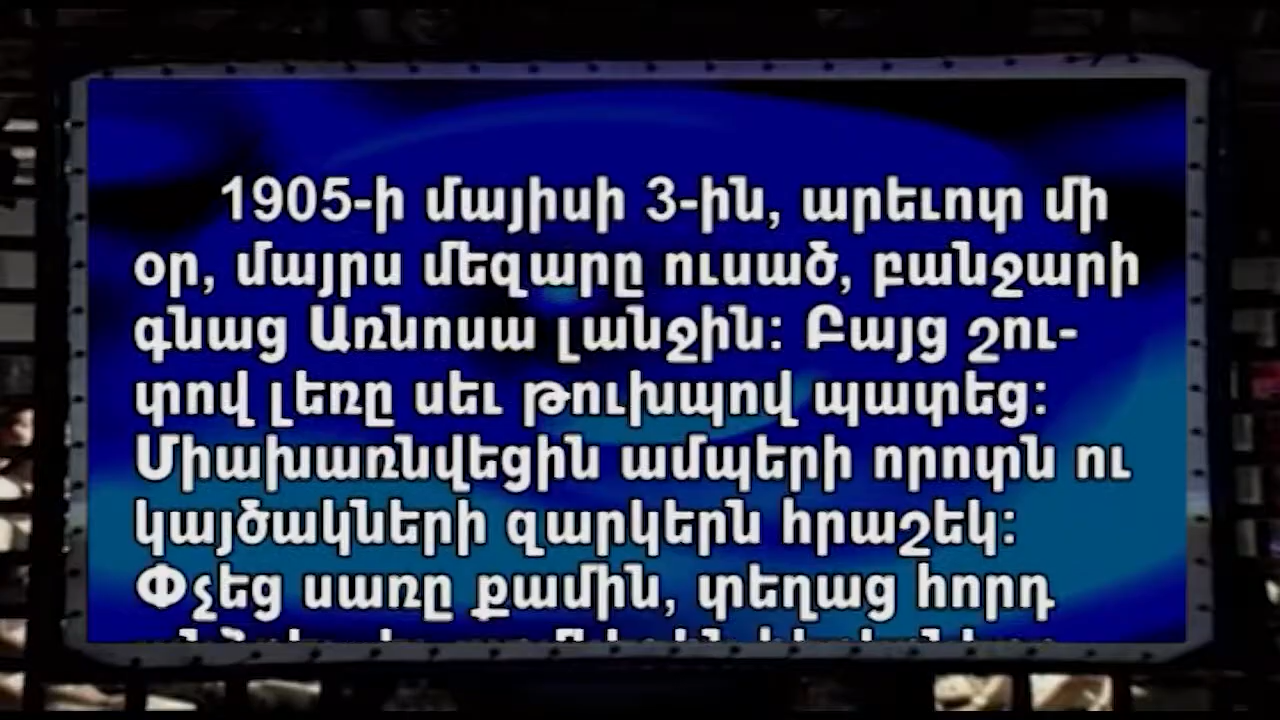 1905-ի մայիսի 3-ին, արեւոտ մի
օր, մայրս մեզարը ուսած, բանջարի
գնաց Առնոսա լանջին։ Բայց շու-
տով լեռը սեւ թուխպով պատեց։
Միախառնվեցին ամպերի որոտն ու
կայծակների զարկերն հրաշեկ։
Փչեց սառը քամին, տեղաց հորդ